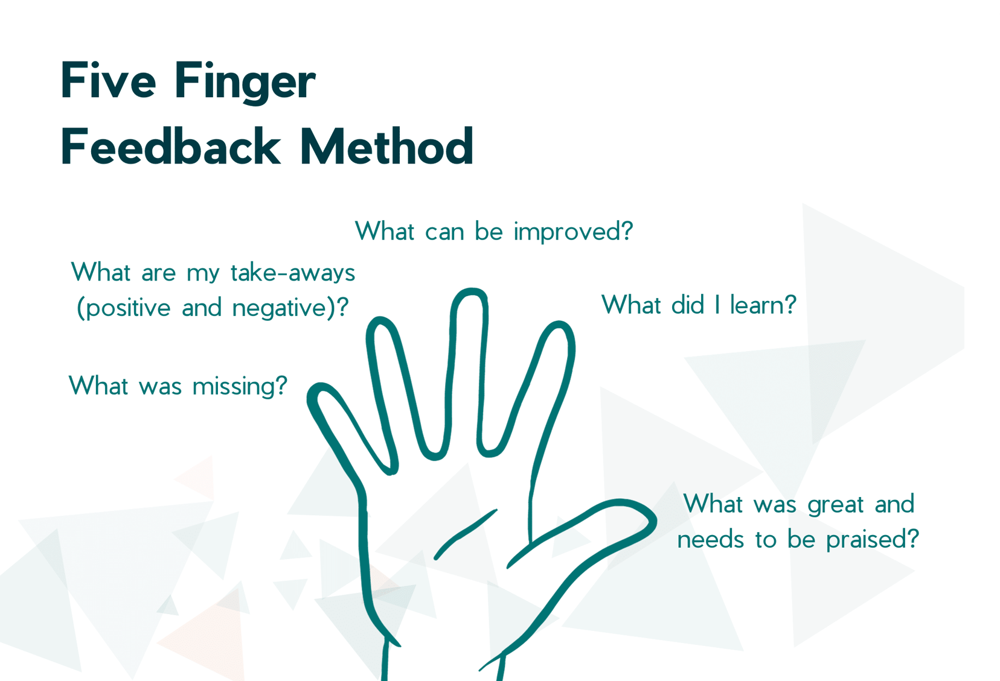 Five Finger
Feedback Method
What can be improved?
What are my take-aways
(positive and negative)?
What did I learn?
What was missing?
What was great and
needs to be praised?